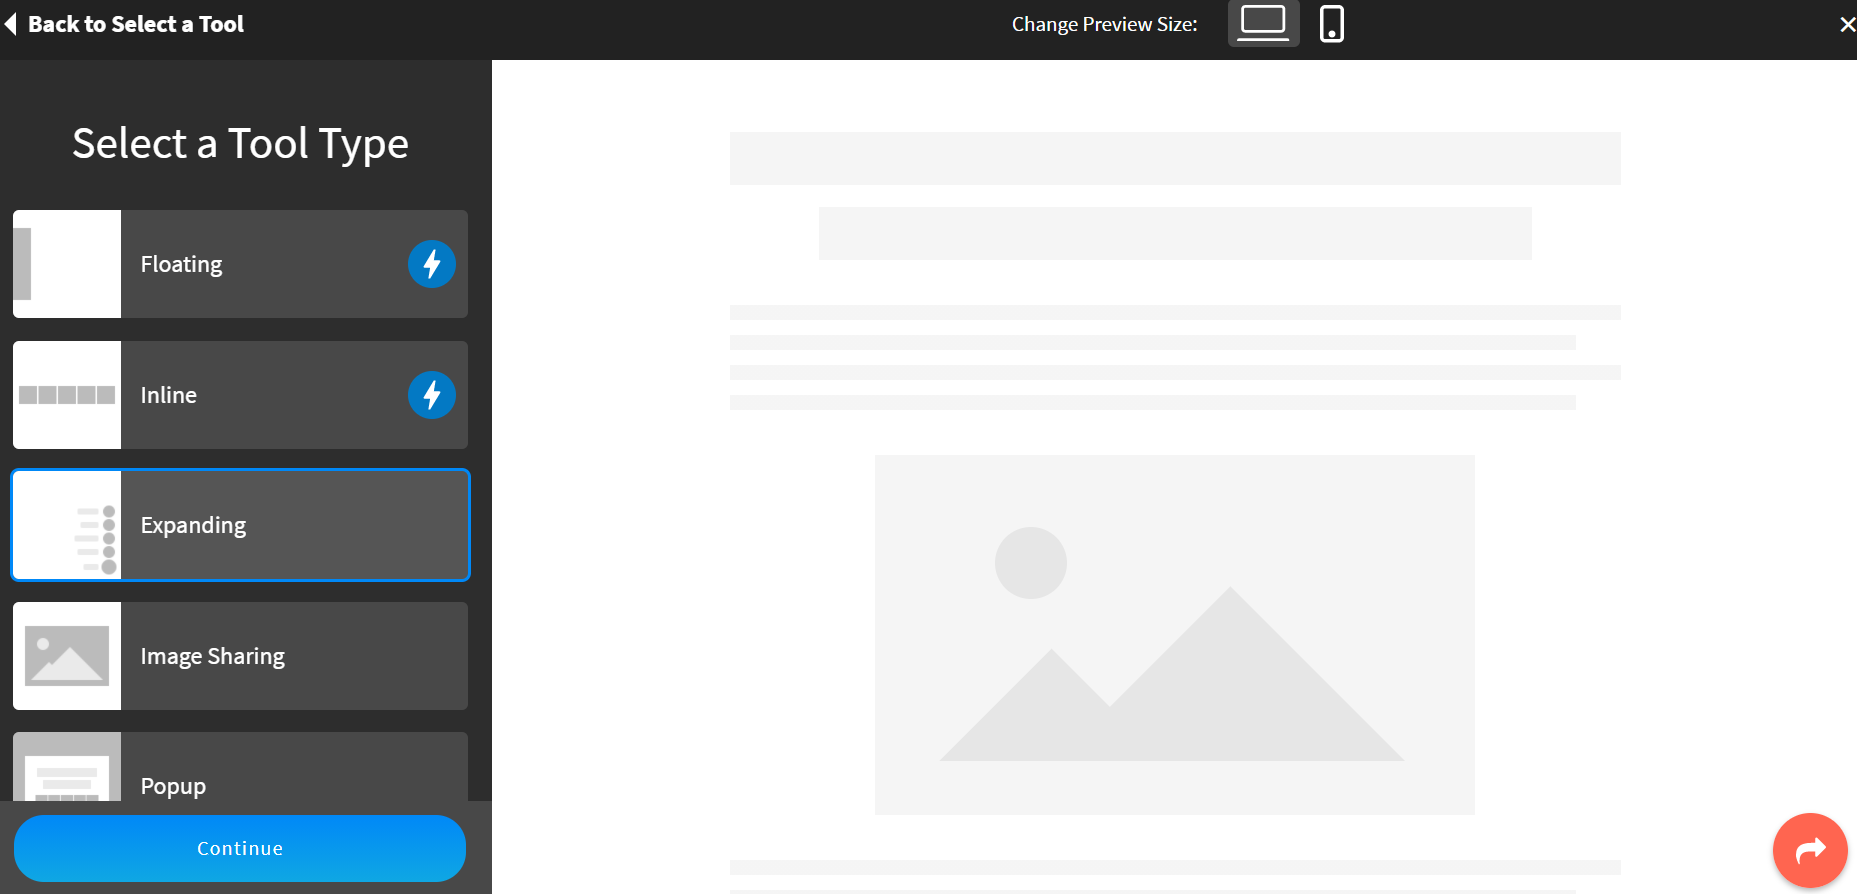 Back to Select a Tool
Change Preview Size:
Select a Tool Type
Floating
Inline
Expanding
Image Sharing
Popup
Continue